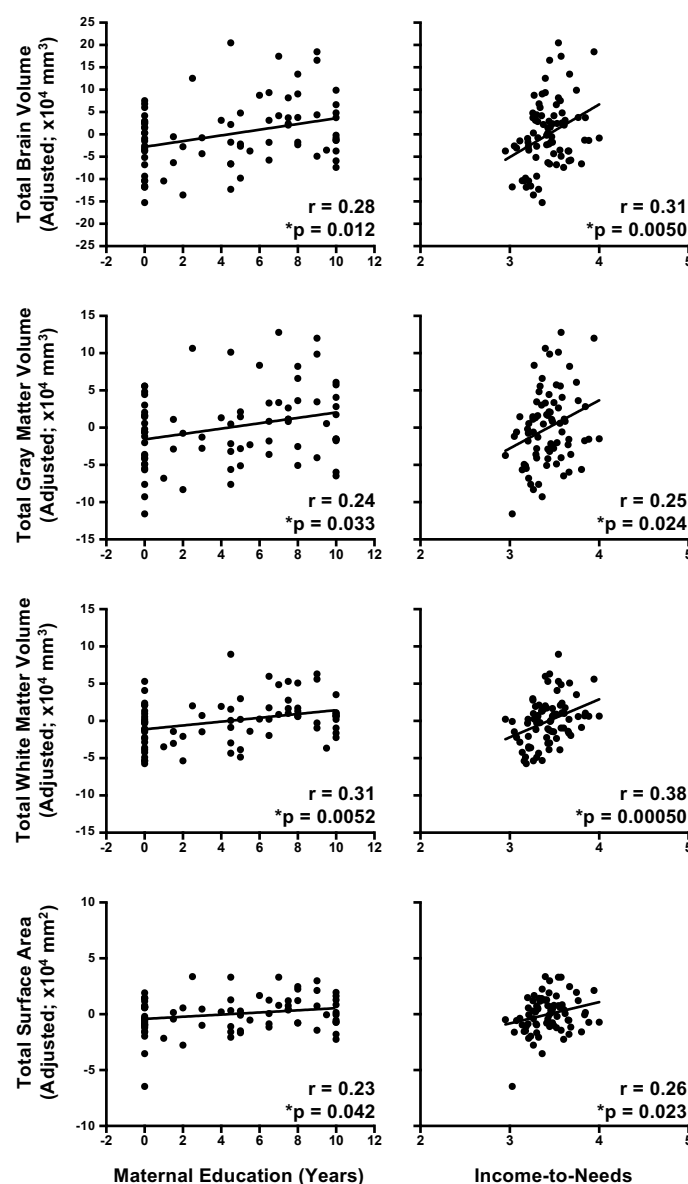 Total Brain Volume
(Adjusted; x10⁴ mm³)
25
20
15
10
5
0
-5
-10
-15
-20
-25
-2 0 2 4 6 8 10 12
r = 0.28
*p = 0.012
2 3 4 5
r = 0.31
*p = 0.0050
Total Gray Matter Volume
(Adjusted; x10⁴ mm³)
15
10
5
0
-5
-10
-15
-2 0 2 4 6 8 10 12
r = 0.24
*p = 0.033
2 3 4 5
r = 0.25
*p = 0.024
Total White Matter Volume
(Adjusted; x10⁴ mm³)
15
10
5
0
-5
-10
-15
-2 0 2 4 6 8 10 12
r = 0.31
*p = 0.0052
2 3 4 5
r = 0.38
*p = 0.00050
Total Surface Area
(Adjusted; x10⁴ mm²)
10
5
0
-5
-10
-2 0 2 4 6 8 10 12
r = 0.23
*p = 0.042
2 3 4 5
r = 0.26
*p = 0.023
Maternal Education (Years)
Income-to-Needs